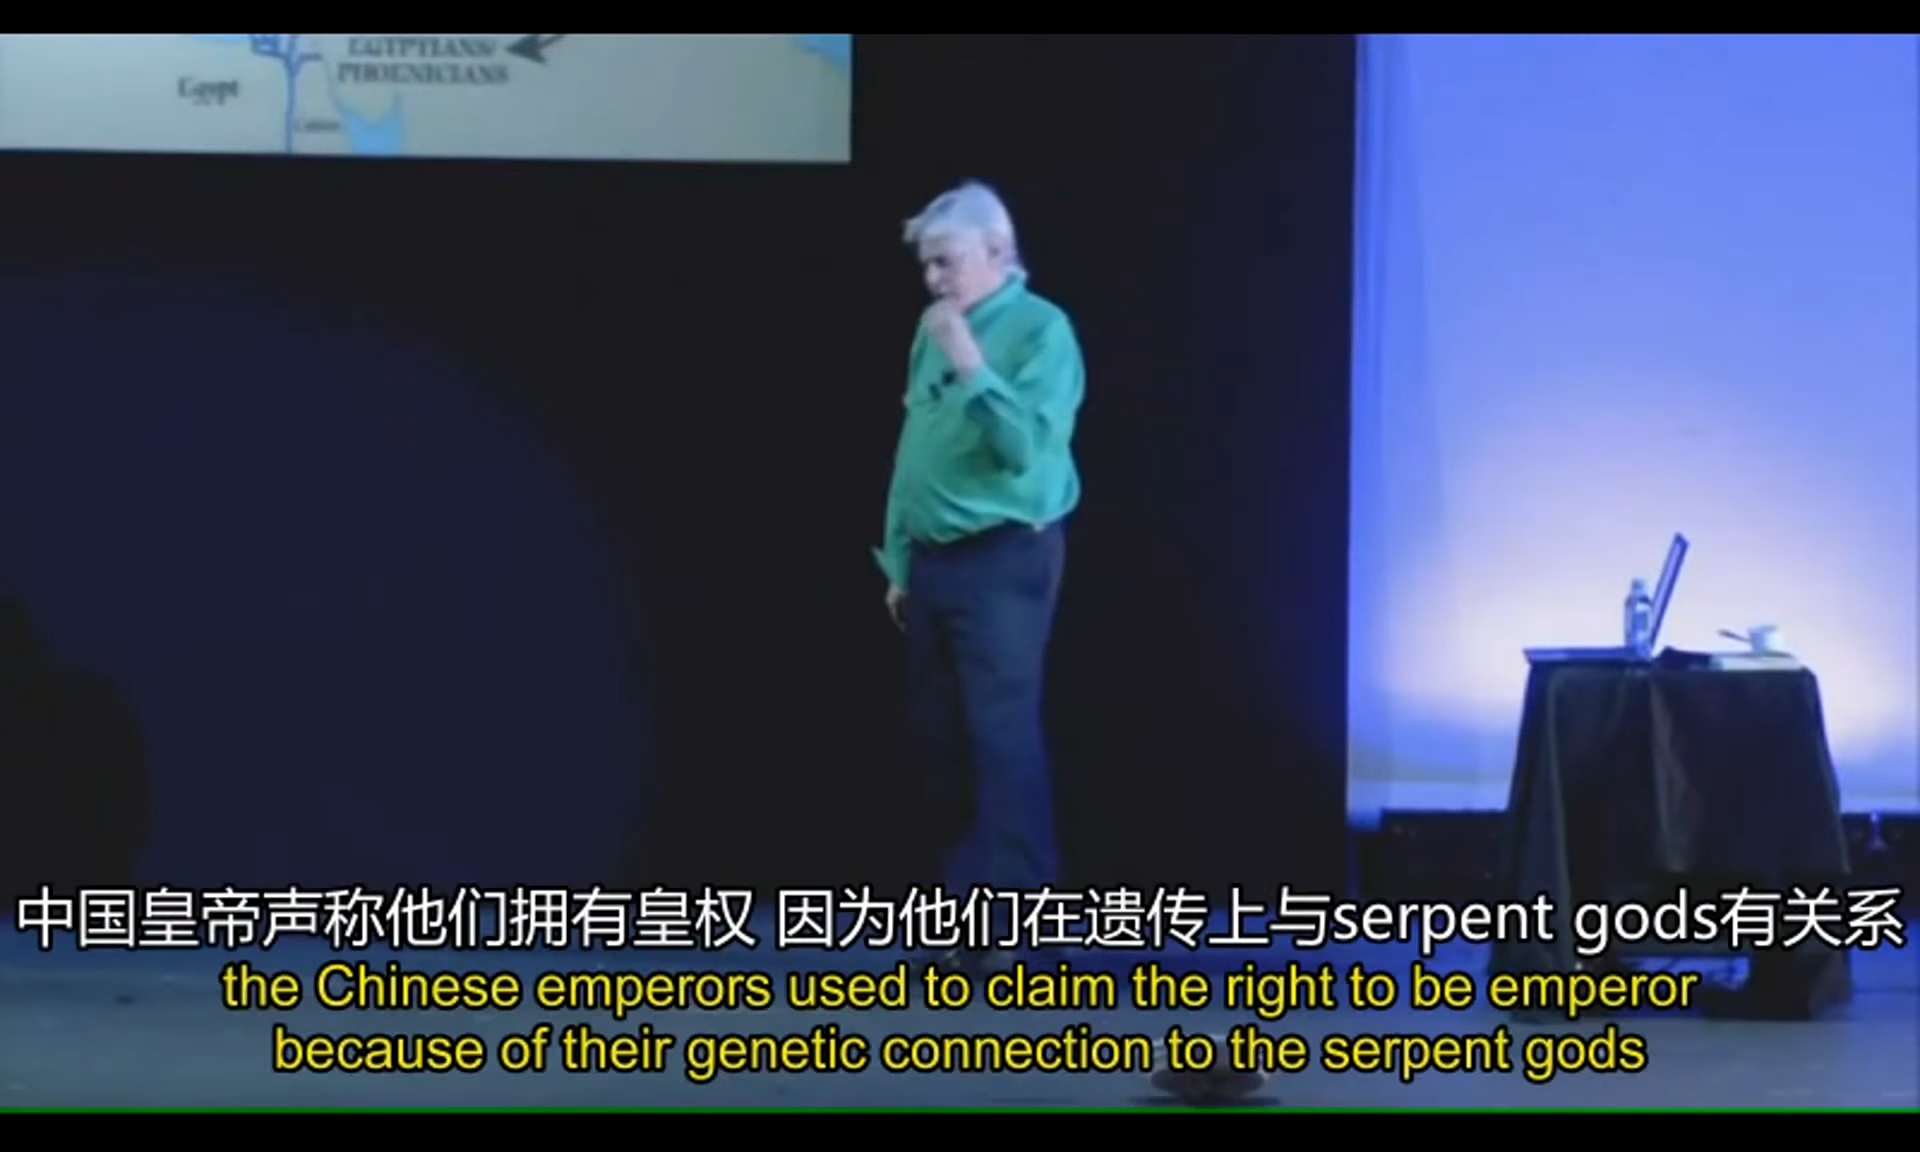 EGYPTIANS/
PHOENICIANS
Egypt
中国皇帝声称他们拥有皇权 因为他们在遗传上与serpent gods有关系
the Chinese emperors used to claim the right to be emperor
because of their genetic connection to the serpent gods